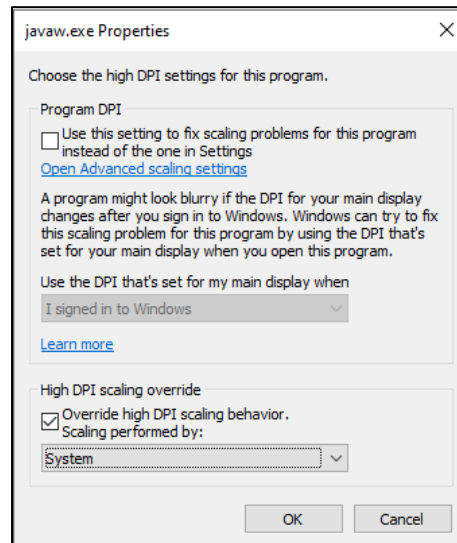 javaw.exe Properties
Choose the high DPI settings for this program.
Program DPI
Use this setting to fix scaling problems for this program
instead of the one in Settings
Open Advanced scaling settings
A program might look blurry if the DPI for your main display
changes after you sign in to Windows. Windows can try to fix
this scaling problem for this program by using the DPI that's
set for your main display when you open this program.
Use the DPI that's set for my main display when
I signed in to Windows
Learn more
High DPI scaling override
Override high DPI scaling behavior.
Scaling performed by:
System
OK Cancel